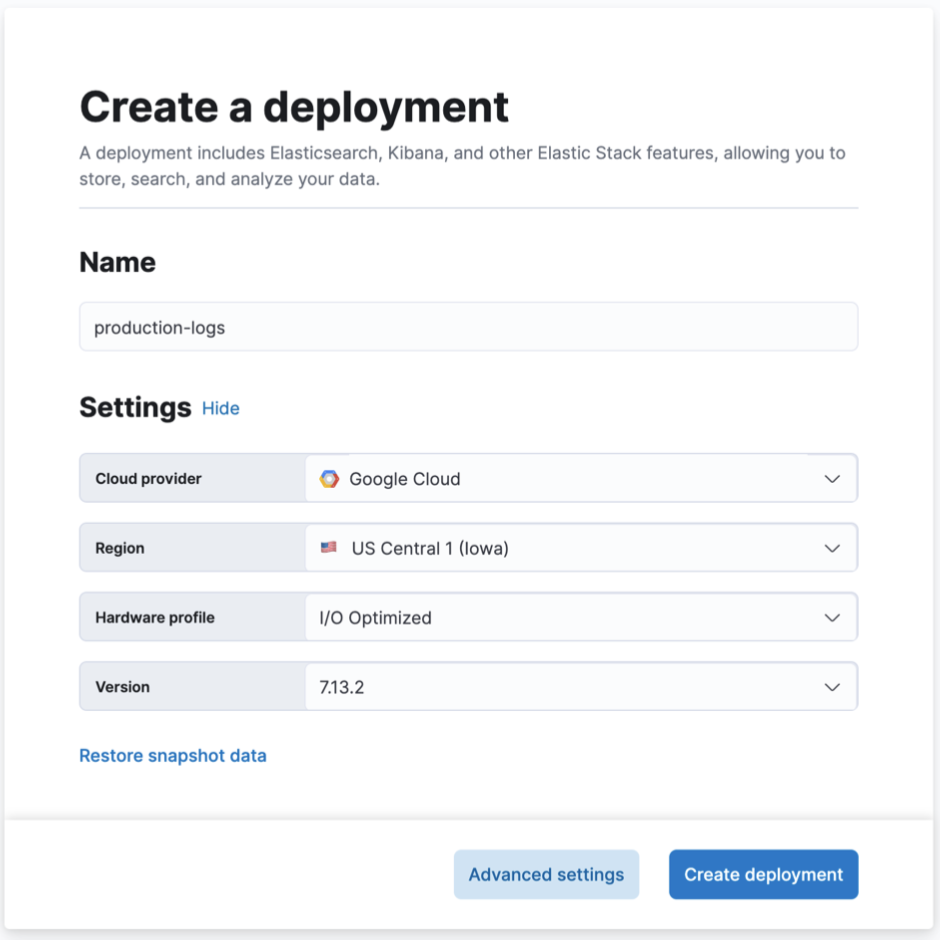 Create a deployment
A deployment includes Elasticsearch, Kibana, and other Elastic Stack features, allowing you to
store, search, and analyze your data.
Name
production-logs
Settings Hide
Cloud provider Google Cloud
Region US Central 1 (Iowa)
Hardware profile I/O Optimized
Version 7.13.2
Restore snapshot data
Advanced settings Create deployment